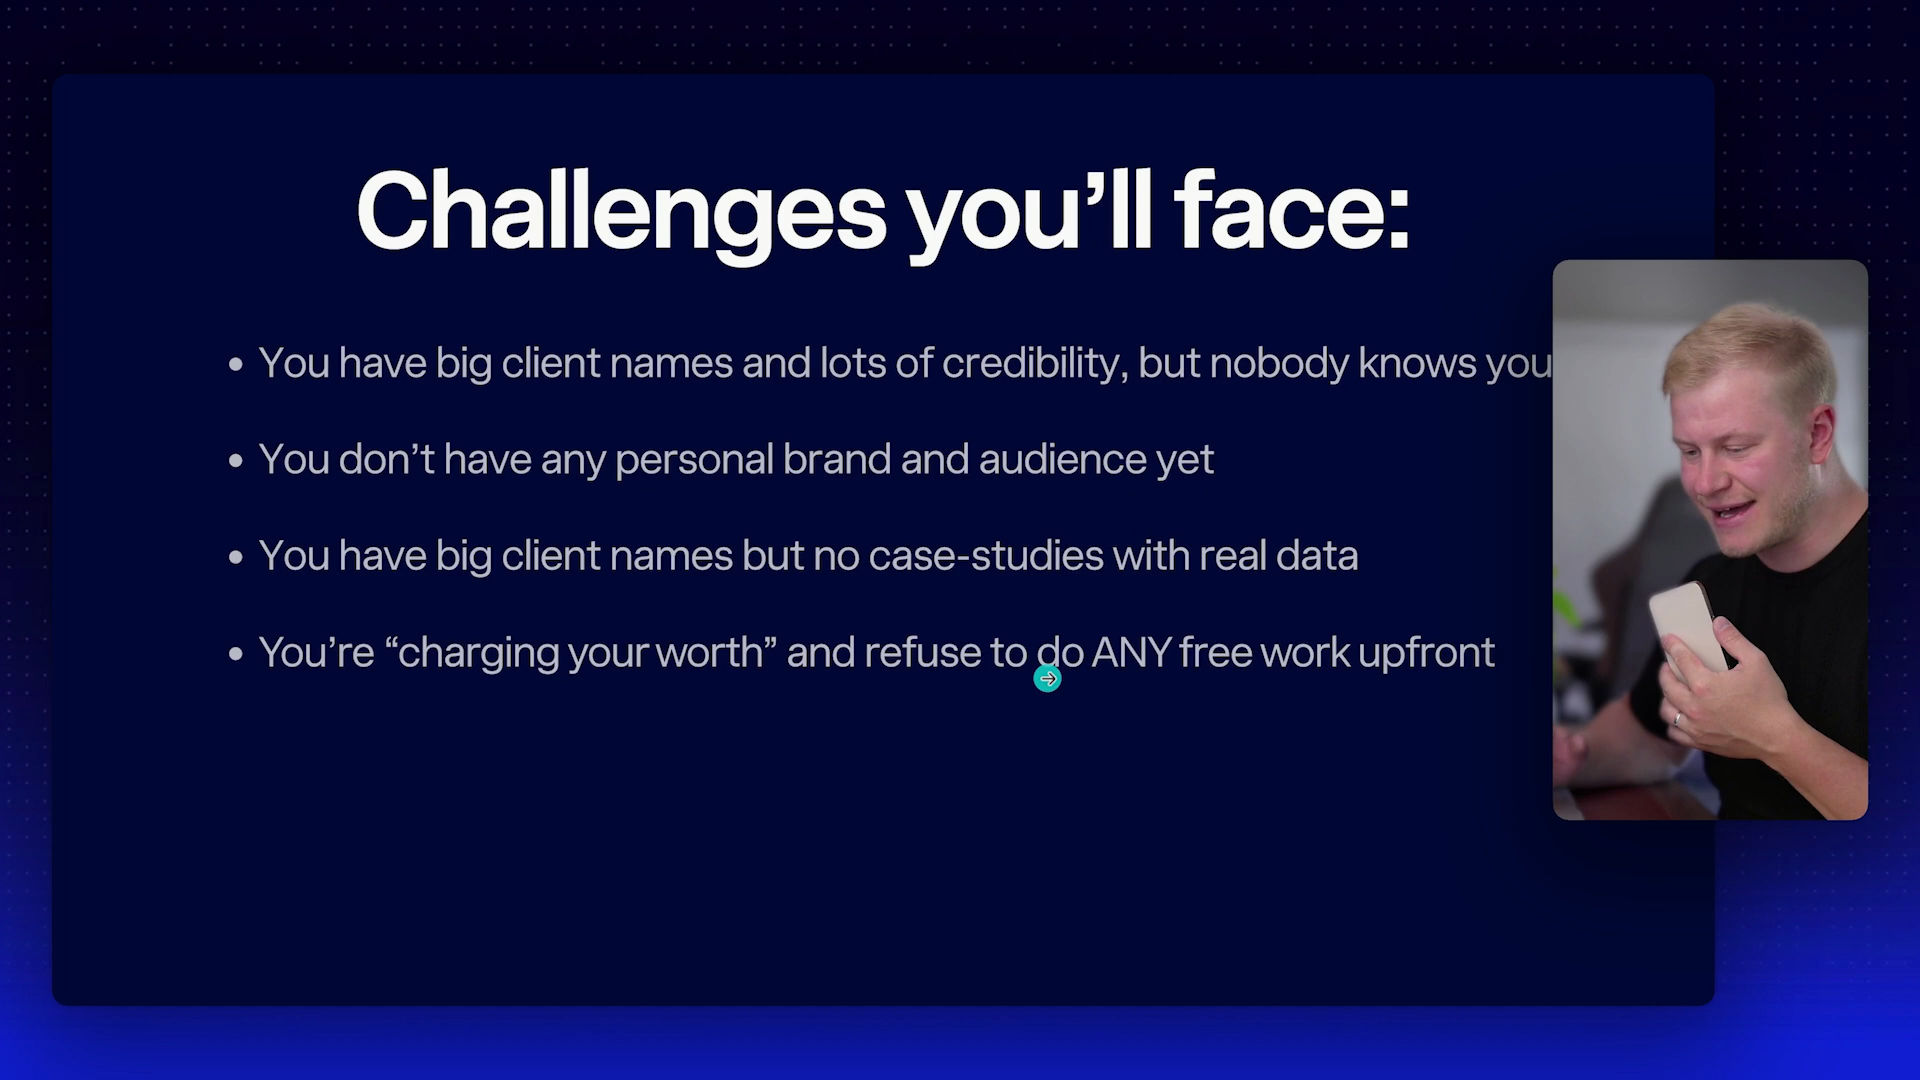 Challenges you’ll face:
• You have big client names and lots of credibility, but nobody knows you
• You don’t have any personal brand and audience yet
• You have big client names but no case-studies with real data
• You’re “charging your worth” and refuse to do ANY free work upfront